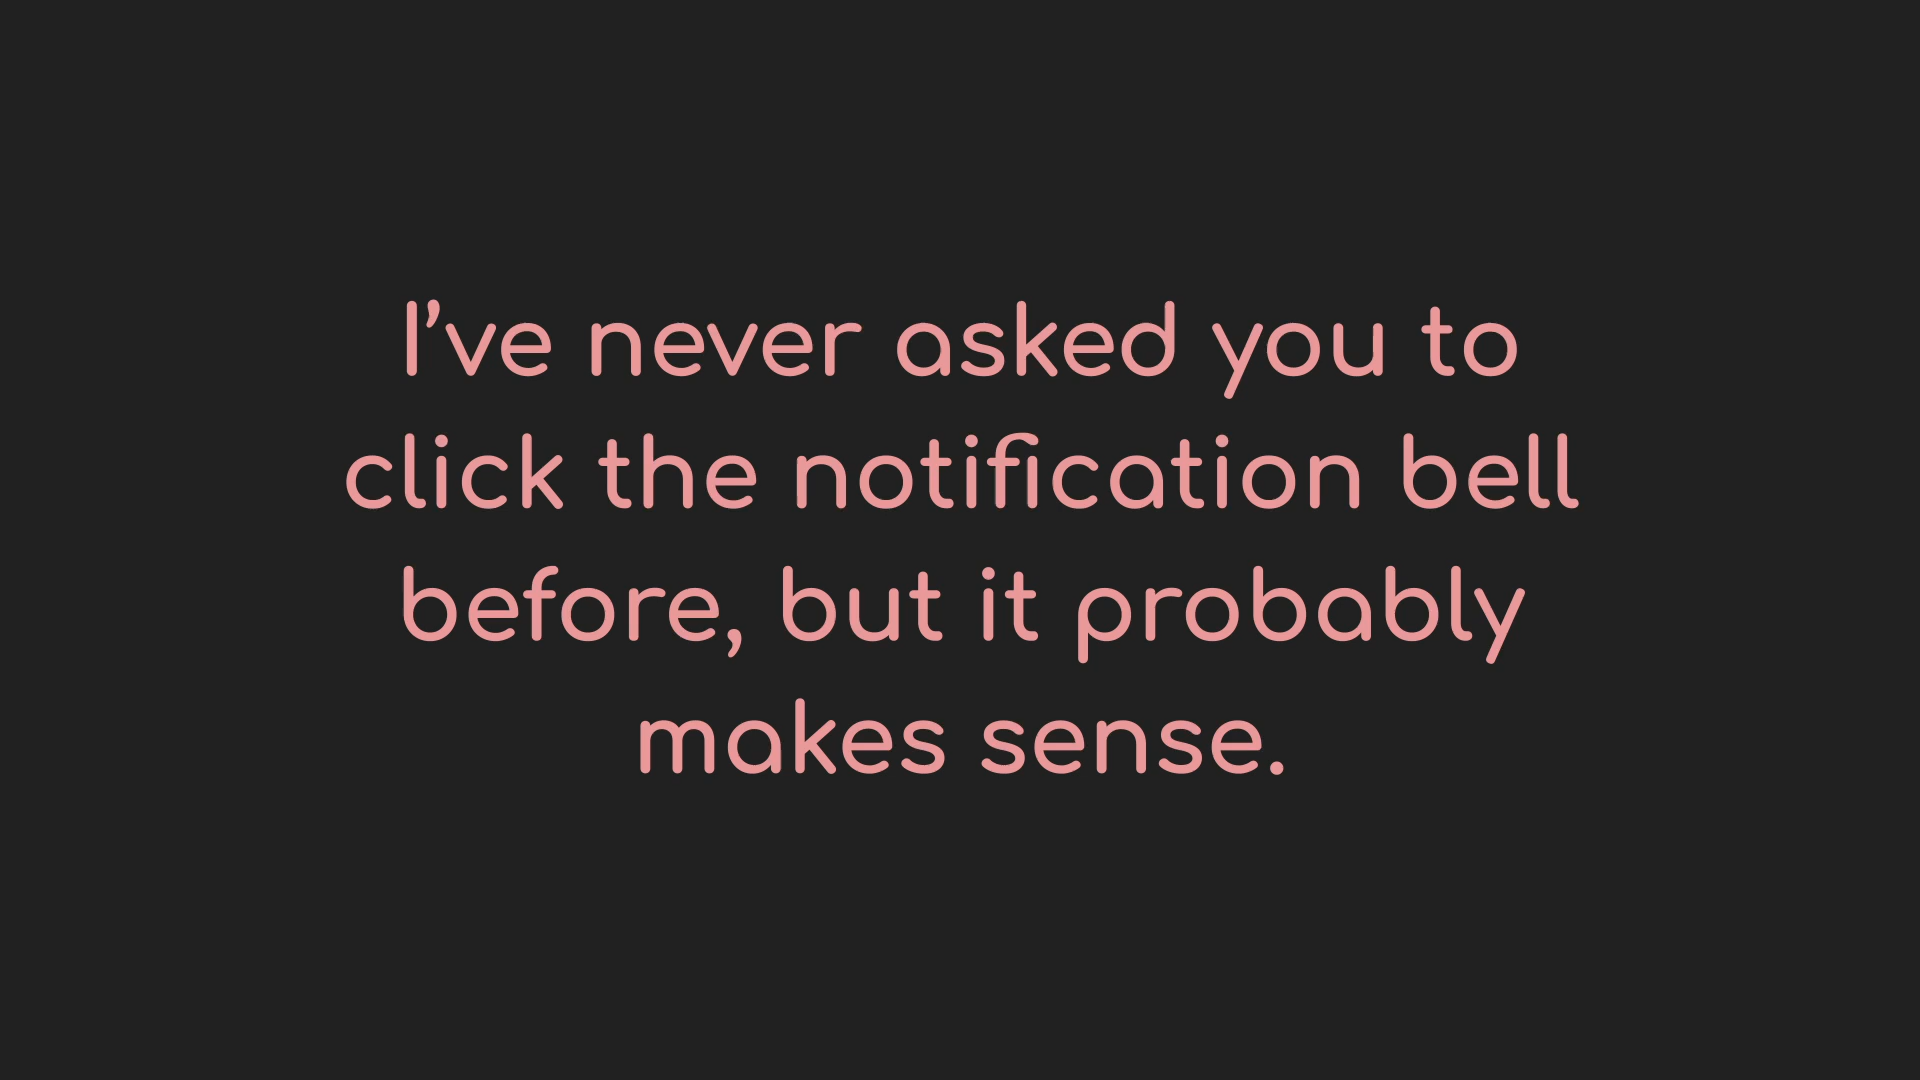 I’ve never asked you to
click the notification bell
before, but it probably
makes sense.